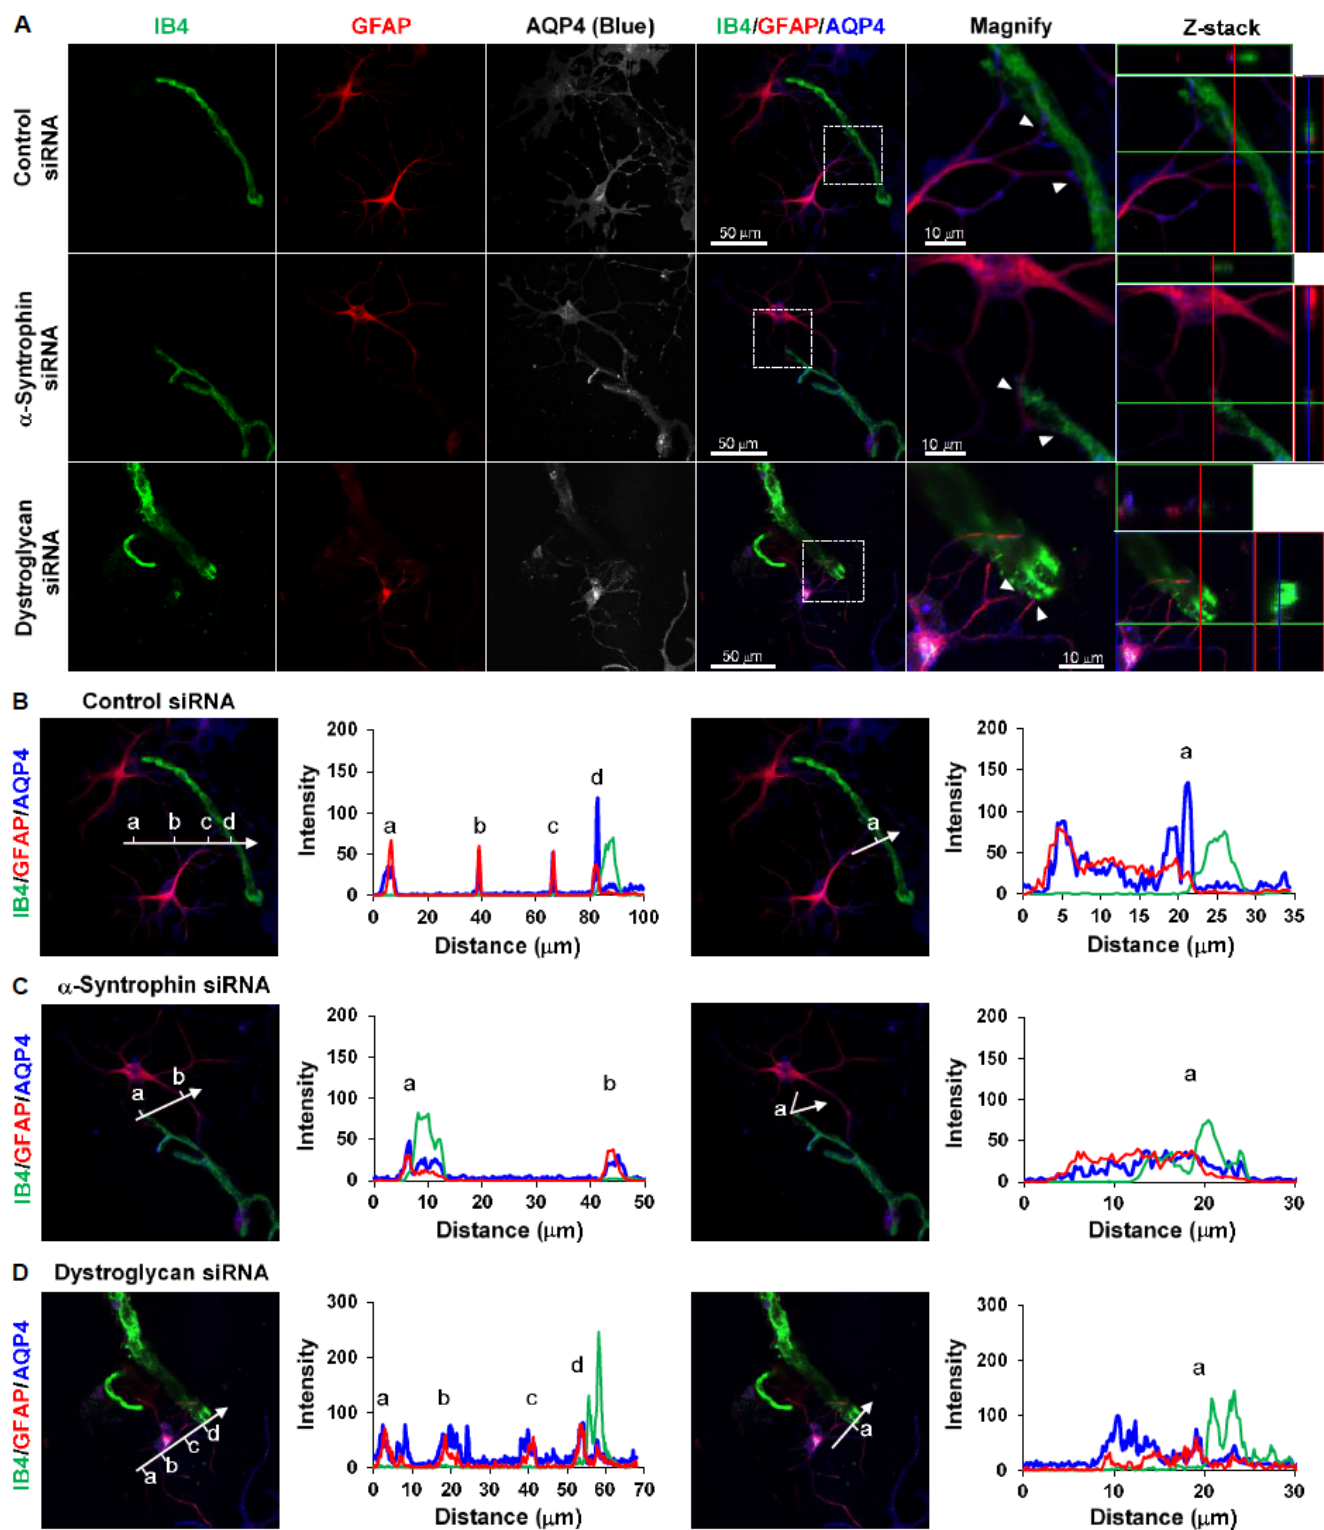 A
IB4
GFAP
AQP4 (Blue)
IB4/GFAP/AQP4
Magnify
Z-stack
Control
siRNA
50 μm
10 μm
α-Syntrophin
siRNA
50 μm
10 μm
Dystroglycan
siRNA
50 μm
10 μm
B
Control siRNA
IB4/GFAP/AQP4
a
b
c
d
Intensity
200
150
100
50
0
a
b
c
d
0 20 40 60 80 100
Distance (μm)
a
Intensity
200
150
100
50
0
a
0 5 10 15 20 25 30 35
Distance (μm)
C
α-Syntrophin siRNA
IB4/GFAP/AQP4
a
b
Intensity
200
150
100
50
0
a
b
0 10 20 30 40 50
Distance (μm)
a
Intensity
200
150
100
50
0
a
0 10 20 30
Distance (μm)
D
Dystroglycan siRNA
IB4/GFAP/AQP4
a
b
c
d
Intensity
300
200
100
0
a
b
c
d
0 10 20 30 40 50 60 70
Distance (μm)
a
Intensity
300
200
100
0
a
0 10 20 30
Distance (μm)